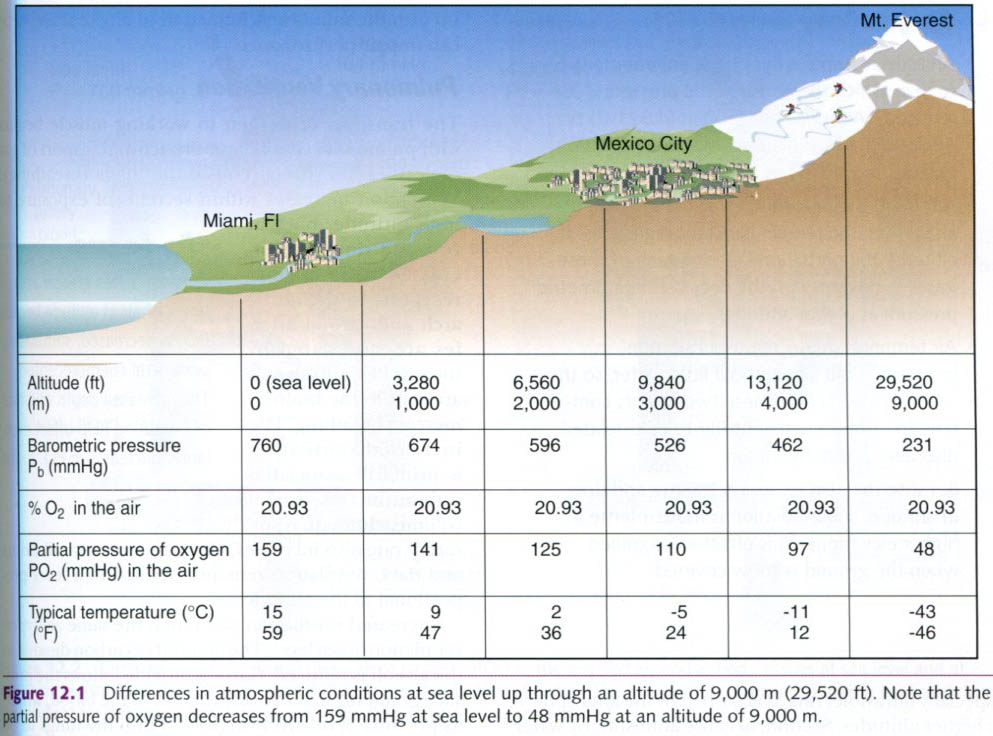 Mt. Everest
Mexico City
Miami, Fl
Altitude (ft) 0 (sea level) 3,280 6,560 9,840 13,120 29,520
(m) 0 1,000 2,000 3,000 4,000 9,000
Barometric pressure 760 674 596 526 462 231
Pb (mmHg)
% O2 in the air 20.93 20.93 20.93 20.93 20.93 20.93
Partial pressure of oxygen 159 141 125 110 97 48
PO2 (mmHg) in the air
Typical temperature (°C) 15 9 2 -5 -11 -43
(°F) 59 47 36 24 12 -46
Figure 12.1 Differences in atmospheric conditions at sea level up through an altitude of 9,000 m (29,520 ft). Note that the
partial pressure of oxygen decreases from 159 mmHg at sea level to 48 mmHg at an altitude of 9,000 m.